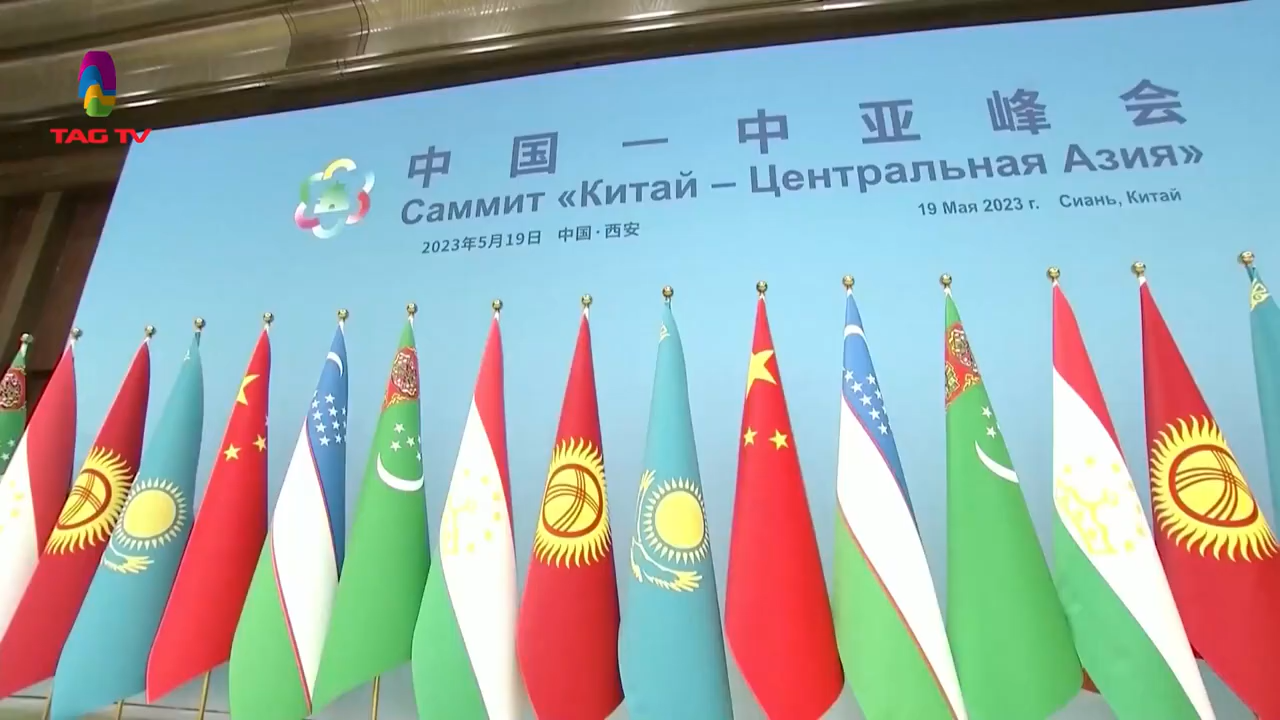 TAG TV
中国—中亚峰会
Саммит «Китай – Центральная Азия»
2023年5月19日 中国·西安
19 Мая 2023 г. Сиань, Китай